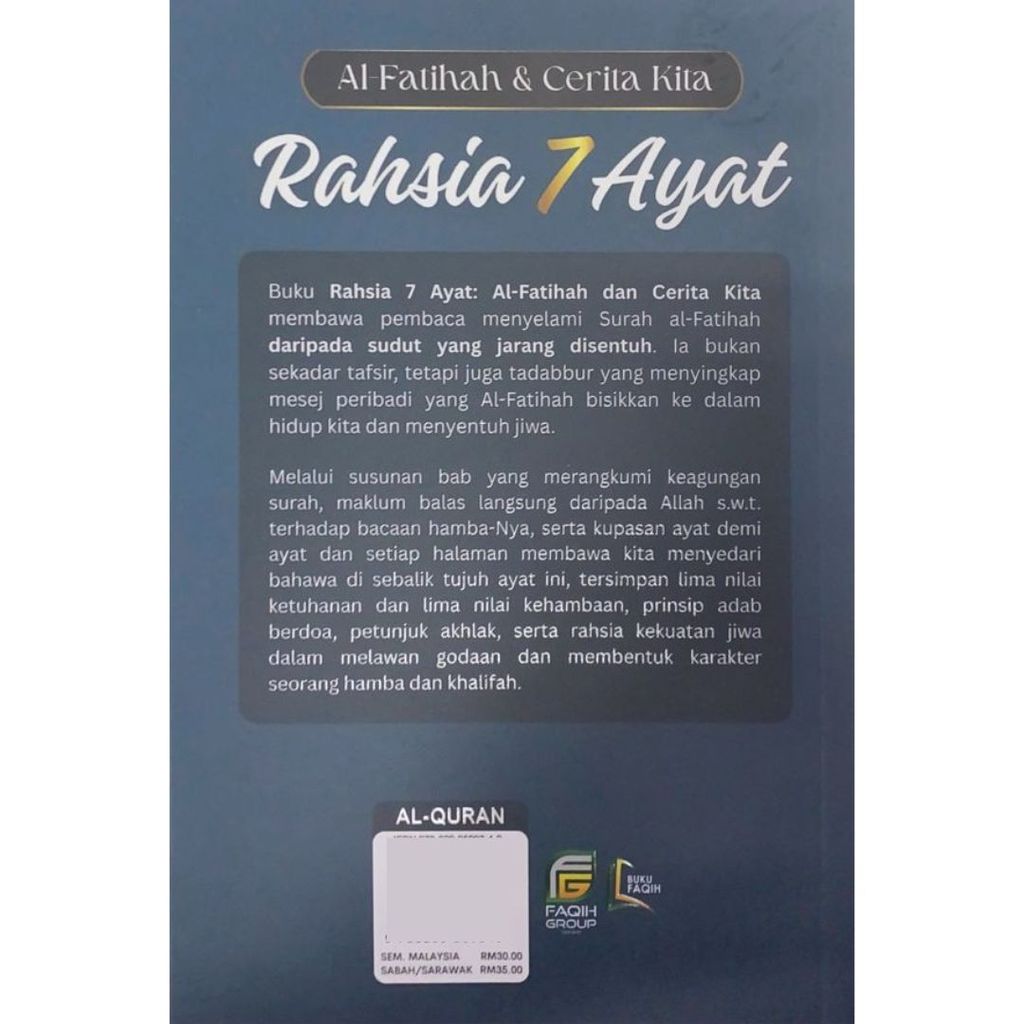 Al-Fatihah & Cerita Kita
Rahsia 7 Ayat
Buku Rahsia 7 Ayat: Al-Fatihah dan Cerita Kita
membawa pembaca menyelami Surah al-Fatihah
daripada sudut yang jarang disentuh. Ia bukan
sekadar tafsir, tetapi juga tadabbur yang menyingkap
mesej peribadi yang Al-Fatihah bisikkan ke dalam
hidup kita dan menyentuh jiwa.
Melalui susunan bab yang merangkumi keagungan
surah, maklum balas langsung daripada Allah s.w.t.
terhadap bacaan hamba-Nya, serta kupasan ayat demi
ayat dan setiap halaman membawa kita menyedari
bahawa di sebalik tujuh ayat ini, tersimpan lima nilai
ketuhanan dan lima nilai kehambaan, prinsip adab
berdoa, petunjuk akhlak, serta rahsia kekuatan jiwa
dalam melawan godaan dan membentuk karakter
seorang hamba dan khalifah.
AL-QURAN
SEM. MALAYSIA RM30.00
SABAH/SARAWAK RM35.00
FAQIH
GROUP
BUKU
FAQIH